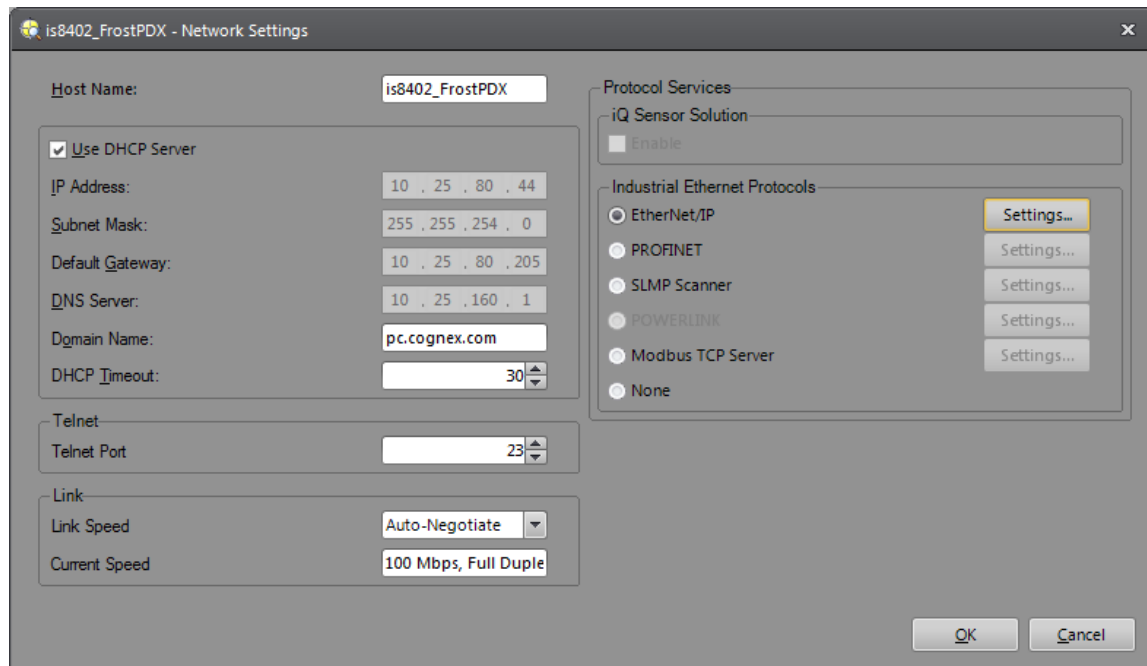 is8402_FrostPDX - Network Settings
Host Name: is8402_FrostPDX
Use DHCP Server
IP Address: 10 . 25 . 80 . 44
Subnet Mask: 255 . 255 . 254 . 0
Default Gateway: 10 . 25 . 80 . 205
DNS Server: 10 . 25 . 160 . 1
Domain Name: pc.cognex.com
DHCP Timeout: 30
Telnet
Telnet Port 23
Link
Link Speed Auto-Negotiate
Current Speed 100 Mbps, Full Duple
Protocol Services
iQ Sensor Solution
Enable
Industrial Ethernet Protocols
EtherNet/IP Settings...
PROFINET Settings...
SLMP Scanner Settings...
POWERLINK Settings...
Modbus TCP Server Settings...
None
OK Cancel